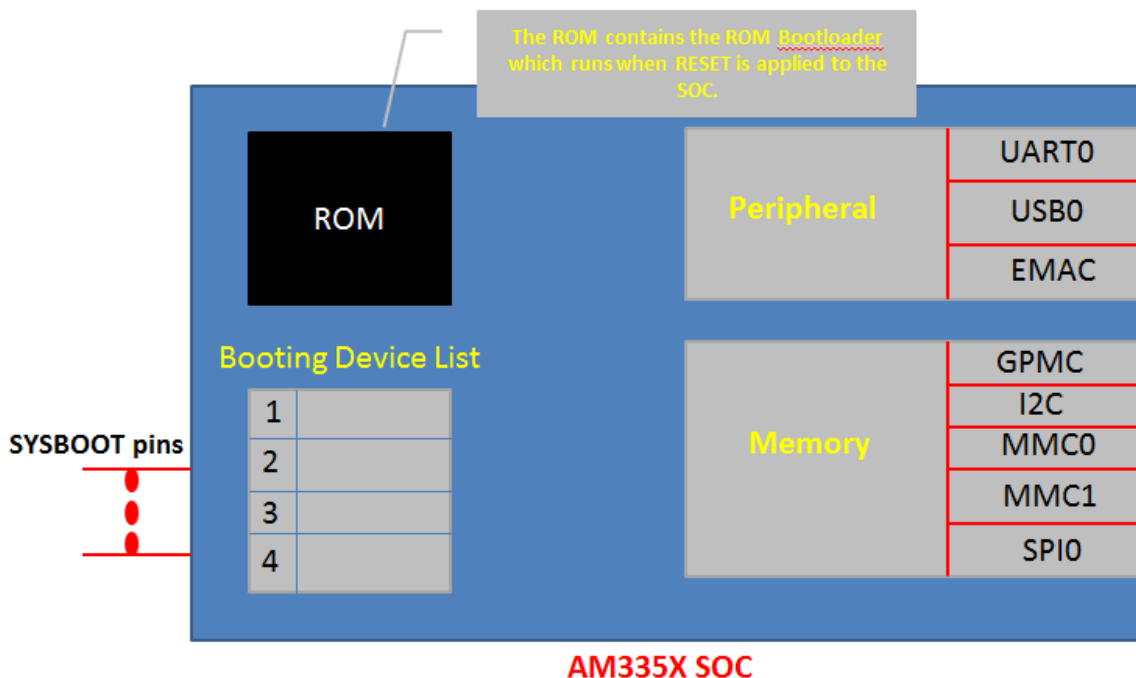 The ROM contains the ROM Bootloader
which runs when RESET is applied to the
SOC.
ROM
Peripheral
UART0
USB0
EMAC
Booting Device List
1
2
3
4
SYSBOOT pins
Memory
GPMC
I2C
MMC0
MMC1
SPI0
AM335X SOC